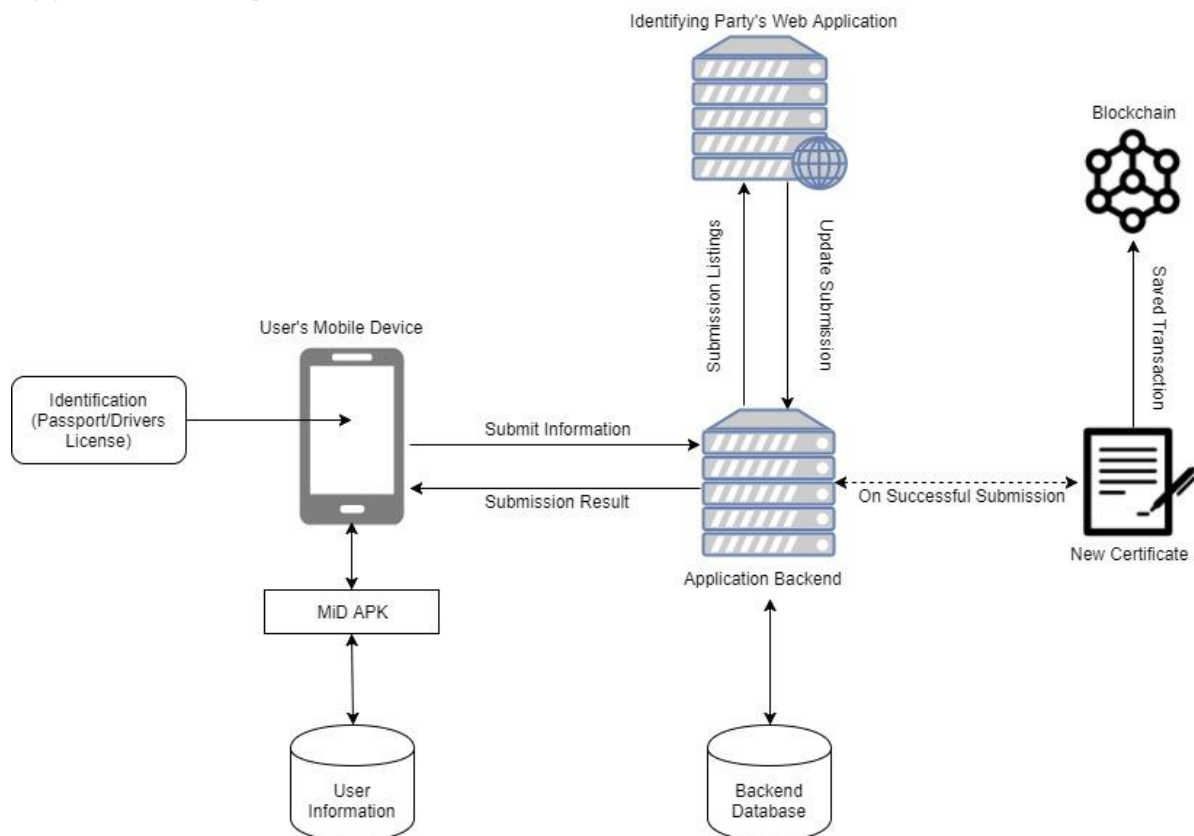 Identifying Party's Web Application
Blockchain
Submission Listings
Update Submission
Saved Transaction
User's Mobile Device
Identification
(Passport/Drivers
License)
Submit Information
Submission Result
On Successful Submission
New Certificate
Application Backend
MiD APK
User
Information
Backend
Database